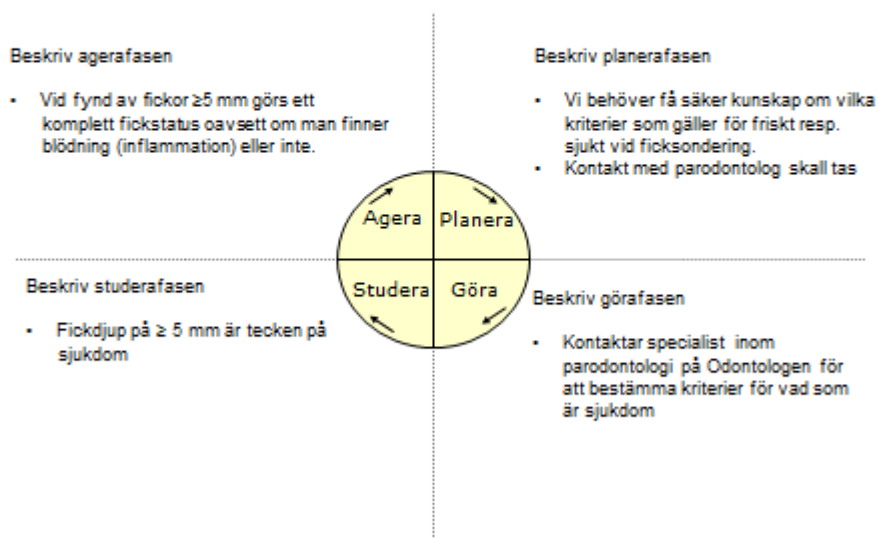 Beskriv agerafasen
▪ Vid fynd av fickor ≥5 mm görs ett
komplett fickstatus oavsett om man finner
blödning (inflammation) eller inte.
Beskriv planerafasen
▪ Vi behöver få säker kunskap om vilka
kriterier som gäller för friskt resp.
sjukt vid ficksondering.
▪ Kontakt med parodontolog skall tas
Agera
Planera
Studera
Göra
Beskriv studerafasen
▪ Fickdjup på ≥ 5 mm är tecken på
sjukdom
Beskriv görafasen
▪ Kontaktar specialist inom
parodontologi på Odontologen för
att bestämma kriterier för vad som
är sjukdom